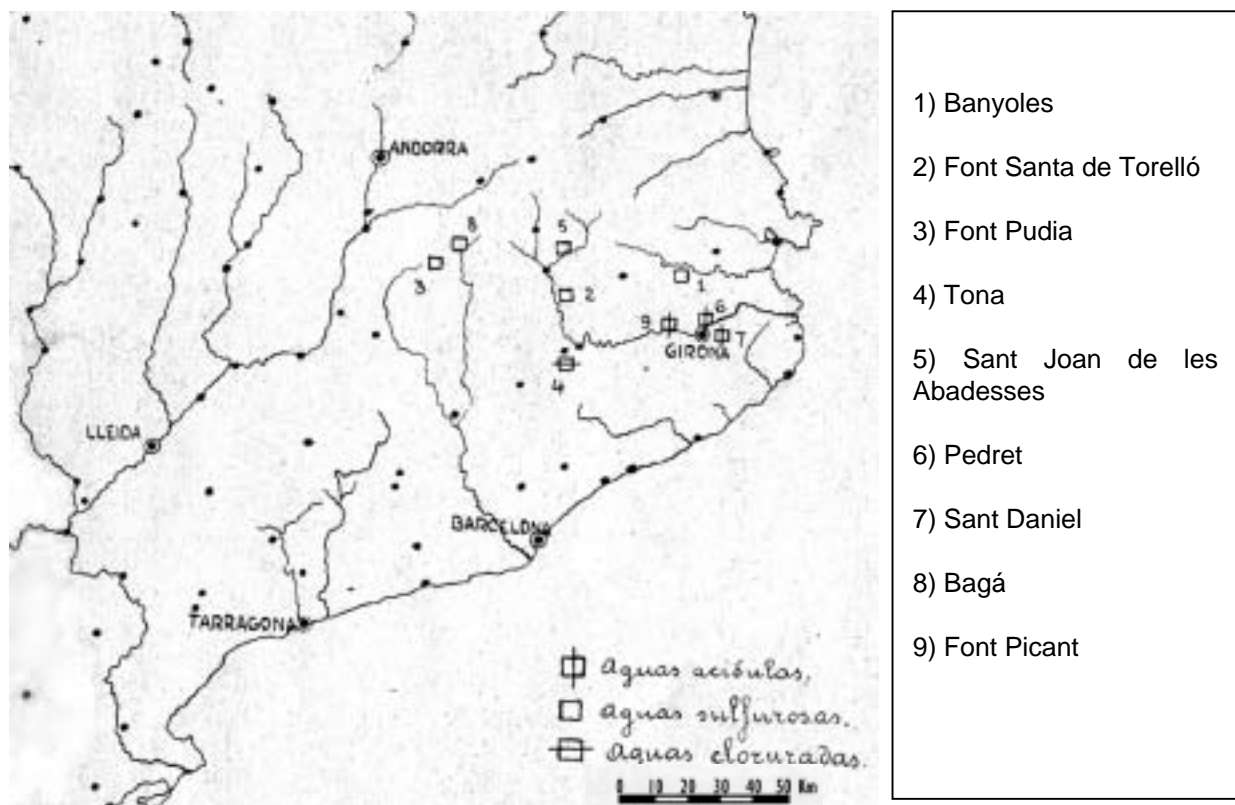 ANDORRA
8
5
3
1
2
6
9
7
GIRONA
4
LLEIDA
BARCELONA
TARRAGONA
Aguas acídulas,
Aguas sulfurosas.
Aguas cloruradas.
0 10 20 30 40 50 Km
1) Banyoles
2) Font Santa de Torelló
3) Font Pudia
4) Tona
5) Sant Joan de les
Abadesses
6) Pedret
7) Sant Daniel
8) Bagá
9) Font Picant